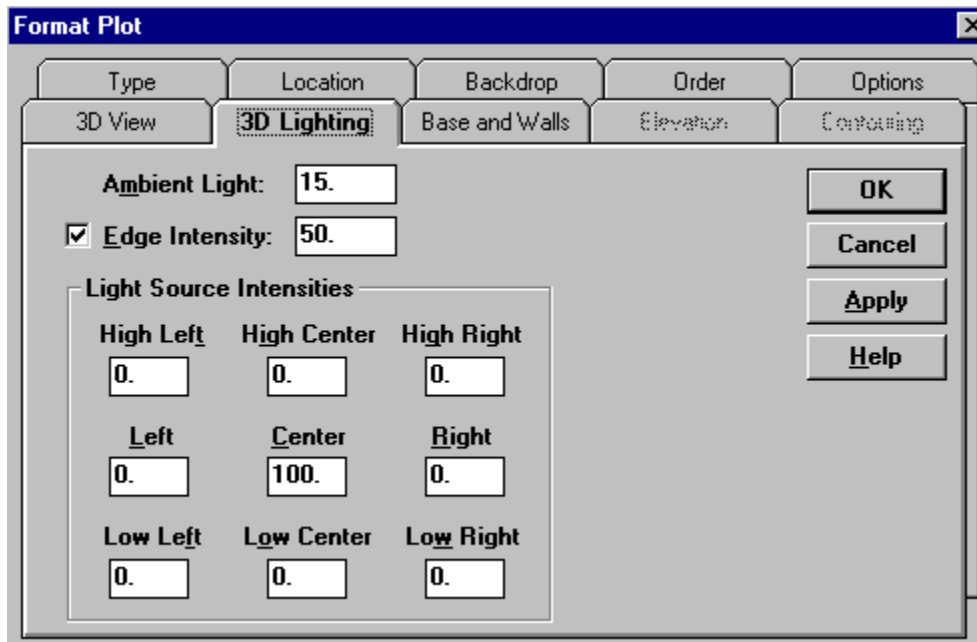 Format Plot
Type Location Backdrop Order Options
3D View 3D Lighting Base and Walls Elevation Contouring
Ambient Light: 15.
Edge Intensity: 50.
Light Source Intensities
High Left High Center High Right
0. 0. 0.
Left Center Right
0. 100. 0.
Low Left Low Center Low Right
0. 0. 0.
OK
Cancel
Apply
Help